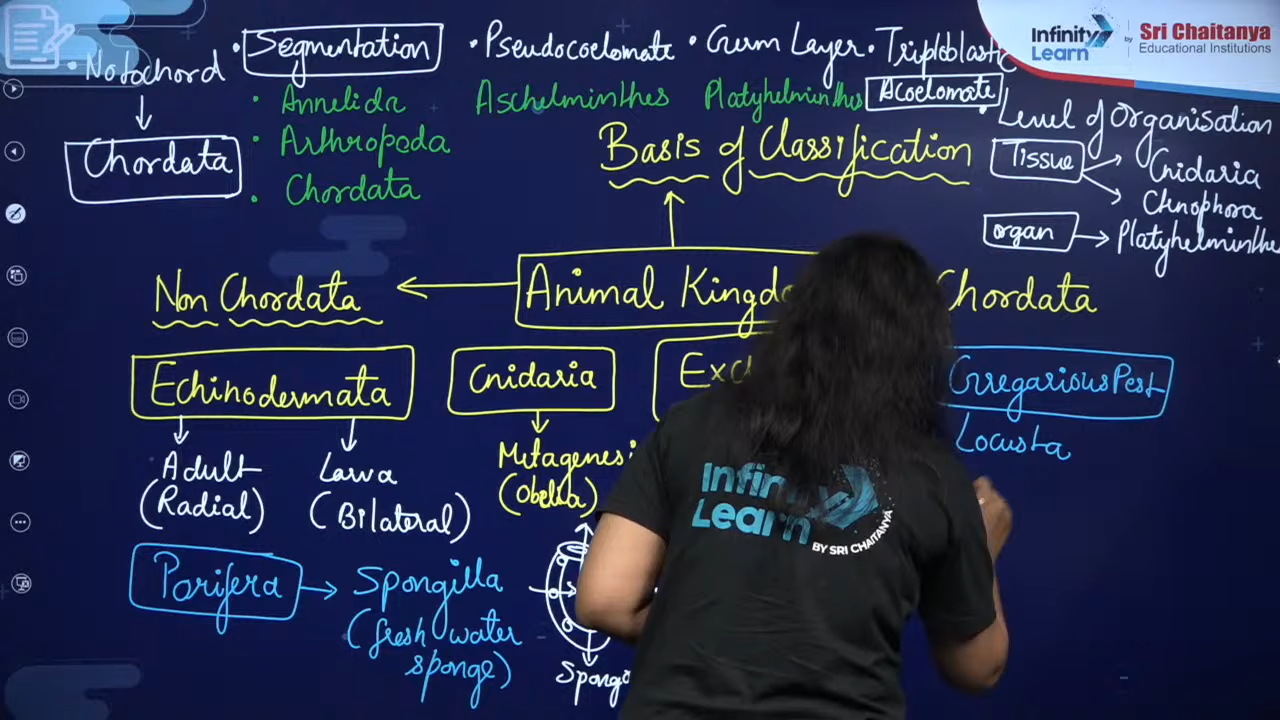 Infinity Learn by Sri Chaitanya Educational Institutions
• Notochord
Chordata
• Segmentation
• Annelida
• Arthropoda
• Chordata
• Pseudocoelomate
Aschelminthes
• Germ Layer
Platyhelminthes
• Triploblastic
Acoelomate
• Level of Organisation
Tissue
Cnidaria
Ctenophora
Organ → Platyhelminthe
Basis of Classification
Non Chordata
Animal Kingdo
Chordata
Echinodermata
Adult (Radial)
Larva (Bilateral)
Cnidaria
Metagenesi
(Obelia)
Exc
Gregarious Pest
Locusta
Porifera → Spongilla
(fresh water
sponge)
Spongo
Infinity Learn
BY SRI CHAITANYA